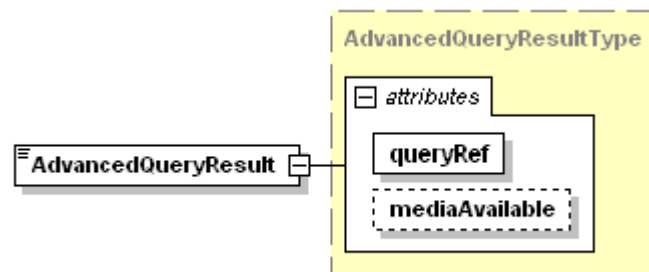 AdvancedQueryResultType
attributes
AdvancedQueryResult
queryRef
mediaAvailable